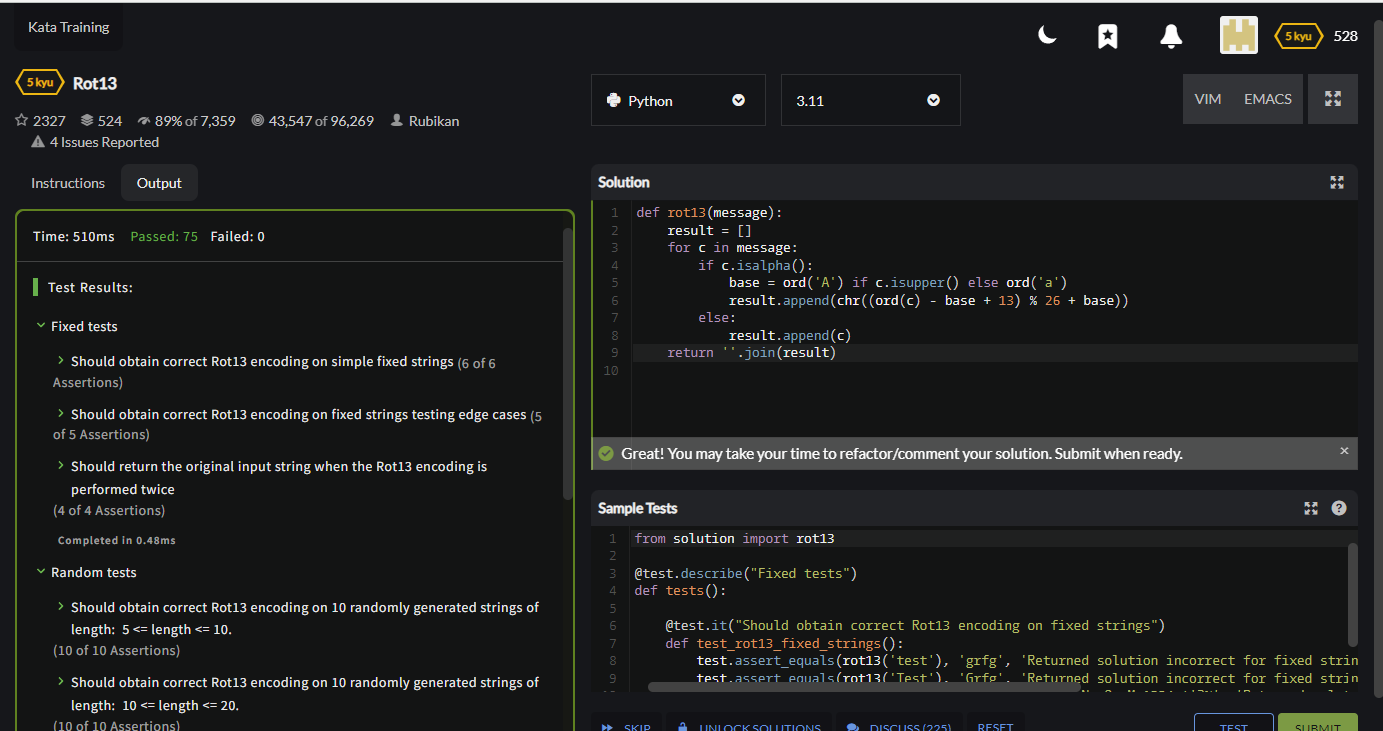 Kata Training
5 kyu 528
5 kyu Rot13
2327 524 89% of 7,359 43,547 of 96,269 Rubikan
4 Issues Reported
Instructions Output
Time: 510ms Passed: 75 Failed: 0
Test Results:
Fixed tests
Should obtain correct Rot13 encoding on simple fixed strings (6 of 6
Assertions)
Should obtain correct Rot13 encoding on fixed strings testing edge cases (5
of 5 Assertions)
Should return the original input string when the Rot13 encoding is
performed twice
(4 of 4 Assertions)
Completed in 0.48ms
Random tests
Should obtain correct Rot13 encoding on 10 randomly generated strings of
length: 5 <= length <= 10.
(10 of 10 Assertions)
Should obtain correct Rot13 encoding on 10 randomly generated strings of
length: 10 <= length <= 20.
(10 of 10 Assertions)
Python 3.11 VIM EMACS
Solution
1 def rot13(message):
2     result = []
3     for c in message:
4         if c.isalpha():
5             base = ord('A') if c.isupper() else ord('a')
6             result.append(chr((ord(c) - base + 13) % 26 + base))
7         else:
8             result.append(c)
9     return ''.join(result)
10
Great! You may take your time to refactor/comment your solution. Submit when ready.
Sample Tests ?
1 from solution import rot13
2
3 @test.describe("Fixed tests")
4 def tests():
5
6     @test.it("Should obtain correct Rot13 encoding on fixed strings")
7     def test_rot13_fixed_strings():
8         test.assert_equals(rot13('test'), 'grfg', 'Returned solution incorrect for fixed strin
9         test.assert_equals(rot13('Test'), 'Grfg', 'Returned solution incorrect for fixed strin
SKIP UNLOCK SOLUTIONS DISCUSS (225) RESET TEST SUBMIT